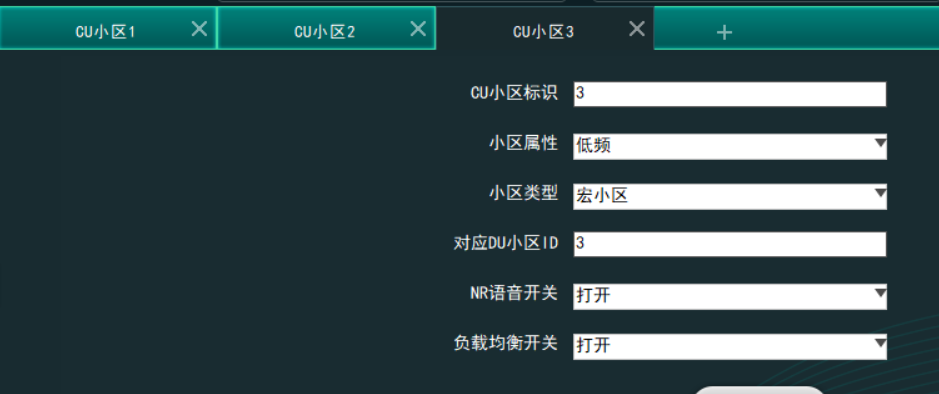 CU小区1 CU小区2 CU小区3
CU小区标识 3
小区属性 低频
小区类型 宏小区
对应DU小区ID 3
NR语音开关 打开
负载均衡开关 打开